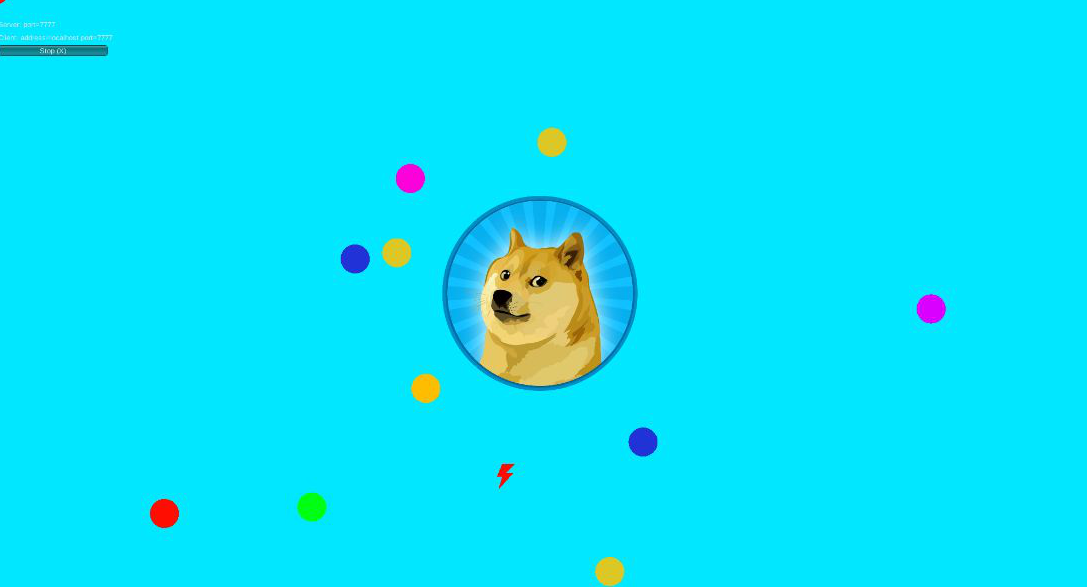 Server: port=7777
Client: address=localhost port=7777
Stop (X)